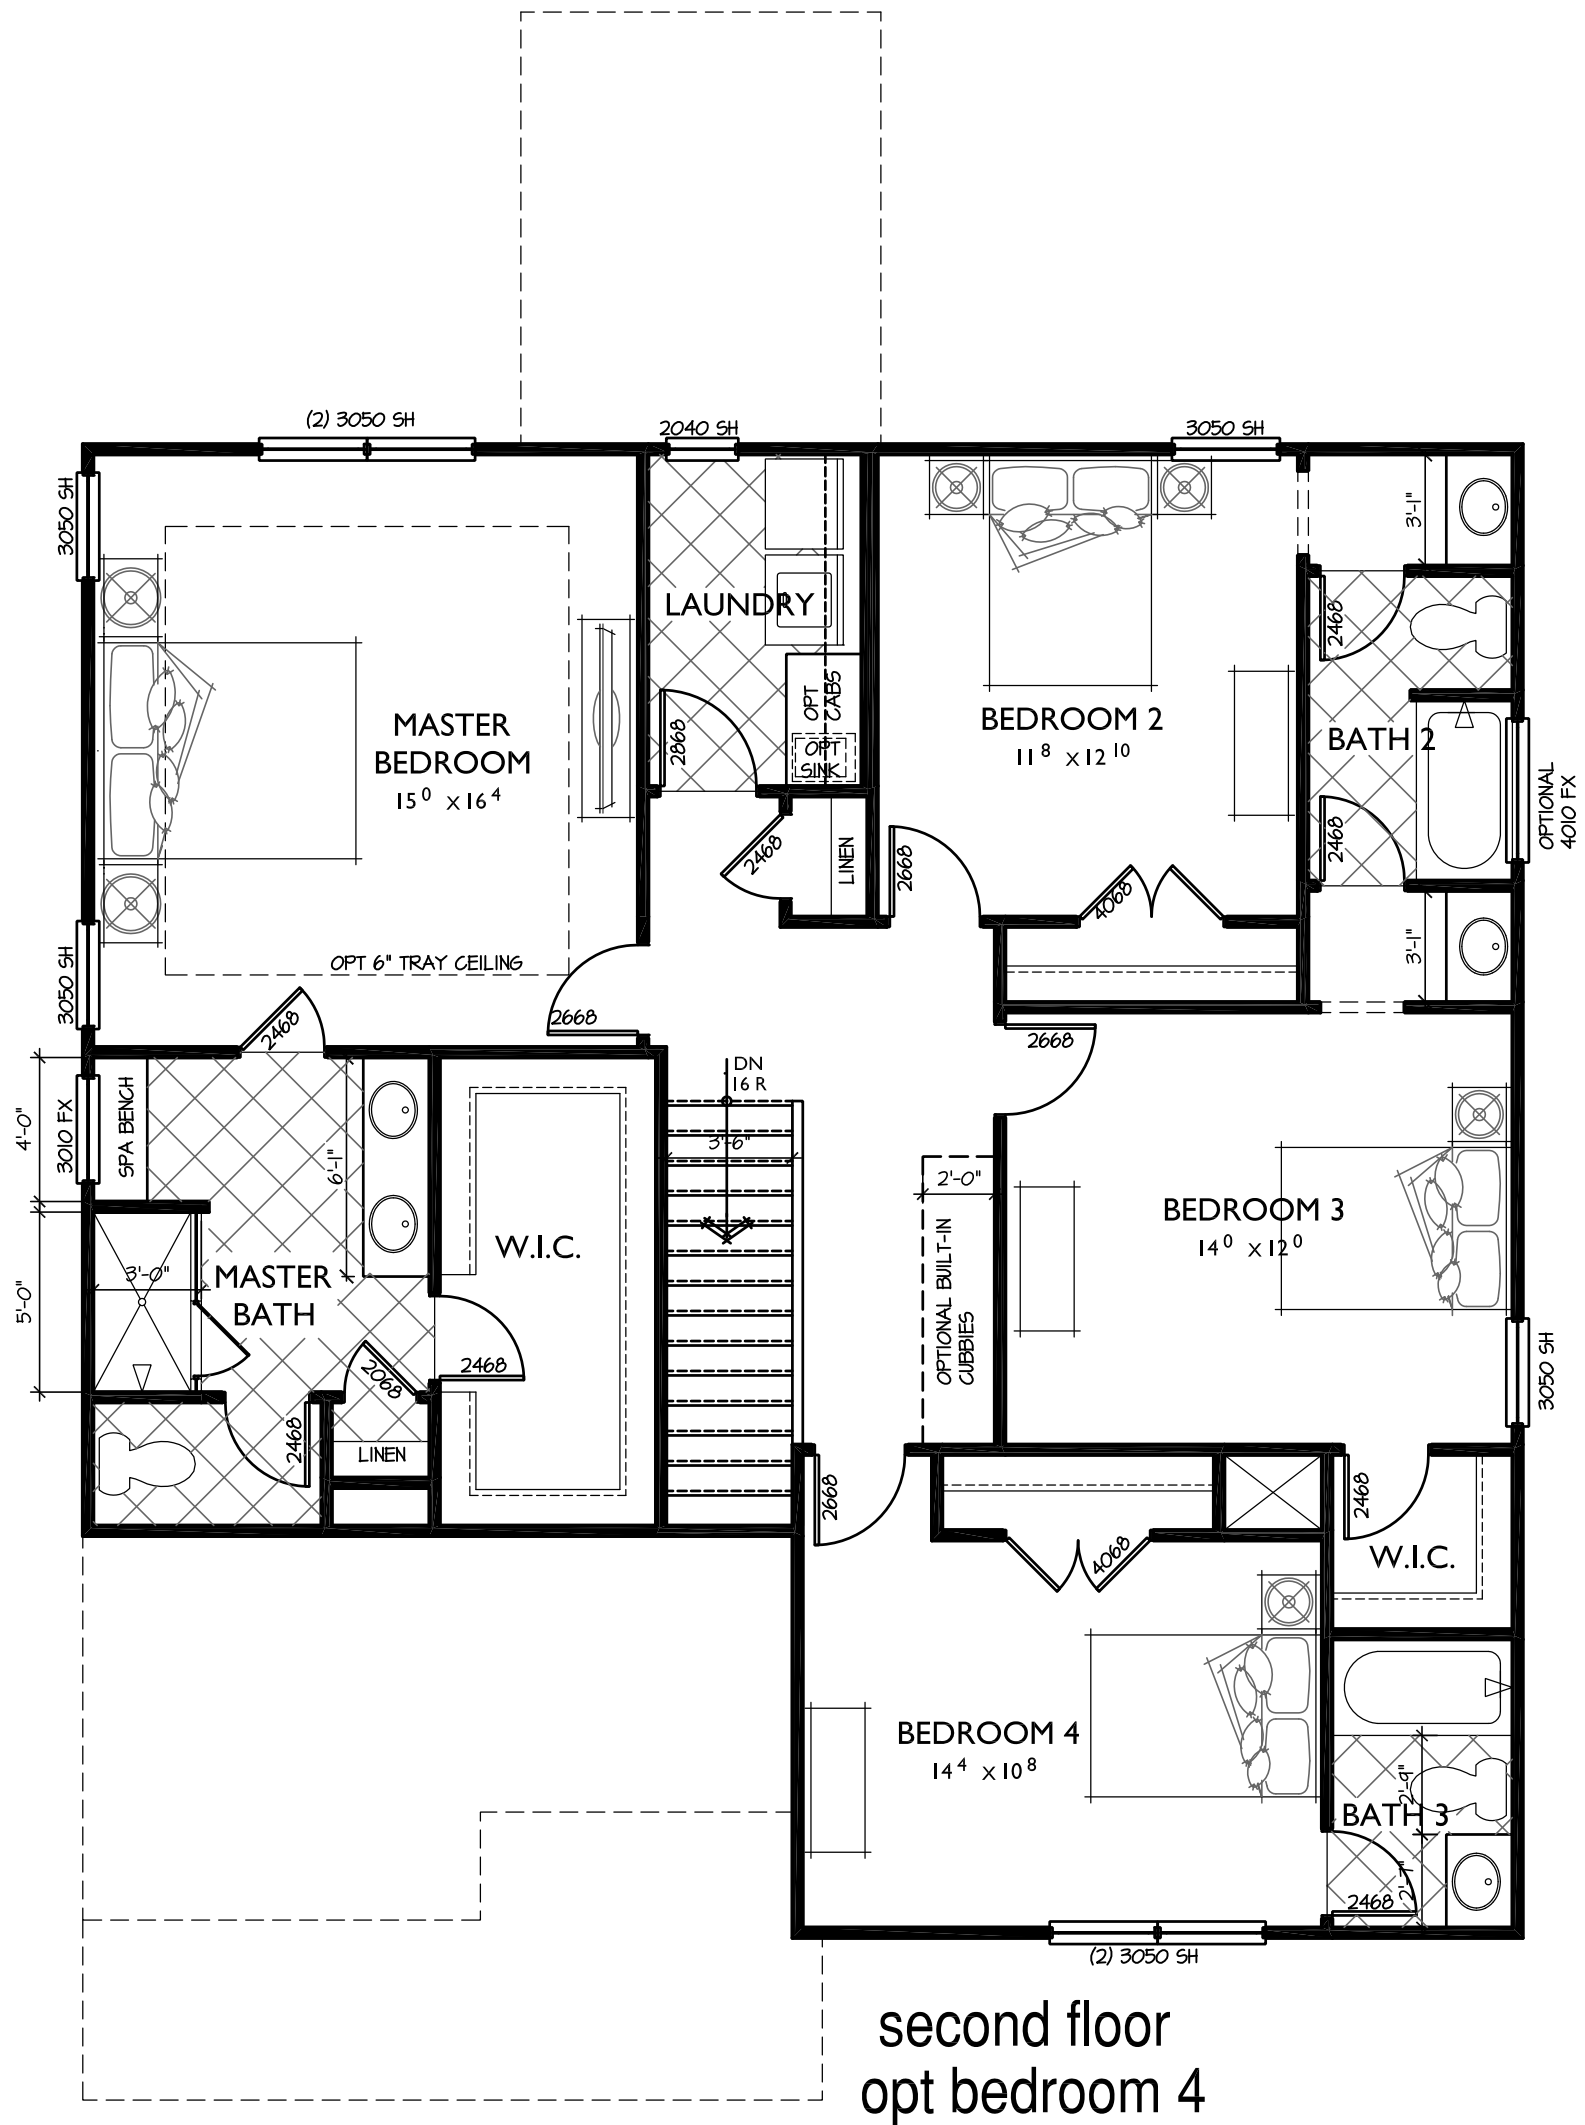 (2) 3050 SH
2040 SH
3050 SH
3050 SH
3'-1"
LAUNDRY
2468
OPT
CABS
OPT
SINK
2868
MASTER
BEDROOM
15⁰ x16⁴
BEDROOM 2
11⁸ x12¹⁰
BATH 2
OPTIONAL
4010 FX
2468
LINEN
2668
2468
4068
3'-1"
3050 SH
OPT 6" TRAY CEILING
2468
2668
2668
DN
16 R
3'-6"
4'-0"
3010 FX
SPA BENCH
6'-1"
2'-0"
BEDROOM 3
14⁰ x12⁰
W.I.C.
OPTIONAL BUILT-IN
CUBBIES
5'-0"
3'-0"
MASTER
BATH
2468
2068
3050 SH
2468
LINEN
2668
2468
4068
W.I.C.
BEDROOM 4
14⁴ x10⁸
2'-9"
BATH 3
2'-7"
2468
(2) 3050 SH
second floor
opt bedroom 4